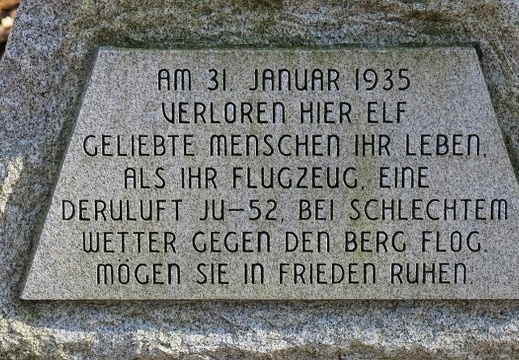 AM 31. JANUAR 1935
VERLOREN HIER ELF
GELIEBTE MENSCHEN IHR LEBEN,
ALS IHR FLUGZEUG, EINE
DERULUFT JU-52, BEI SCHLECHTEM
WETTER GEGEN DEN BERG FLOG.
MÖGEN SIE IN FRIEDEN RUHEN.